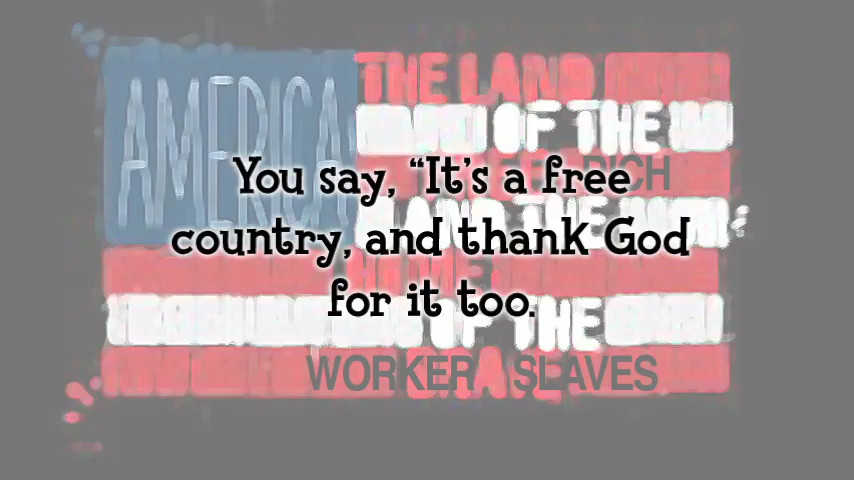 AMERICA
THE LAND
OF THE
RICH
You say, “It’s a free
country, and thank God
for it too.
THE
WORKER SLAVES